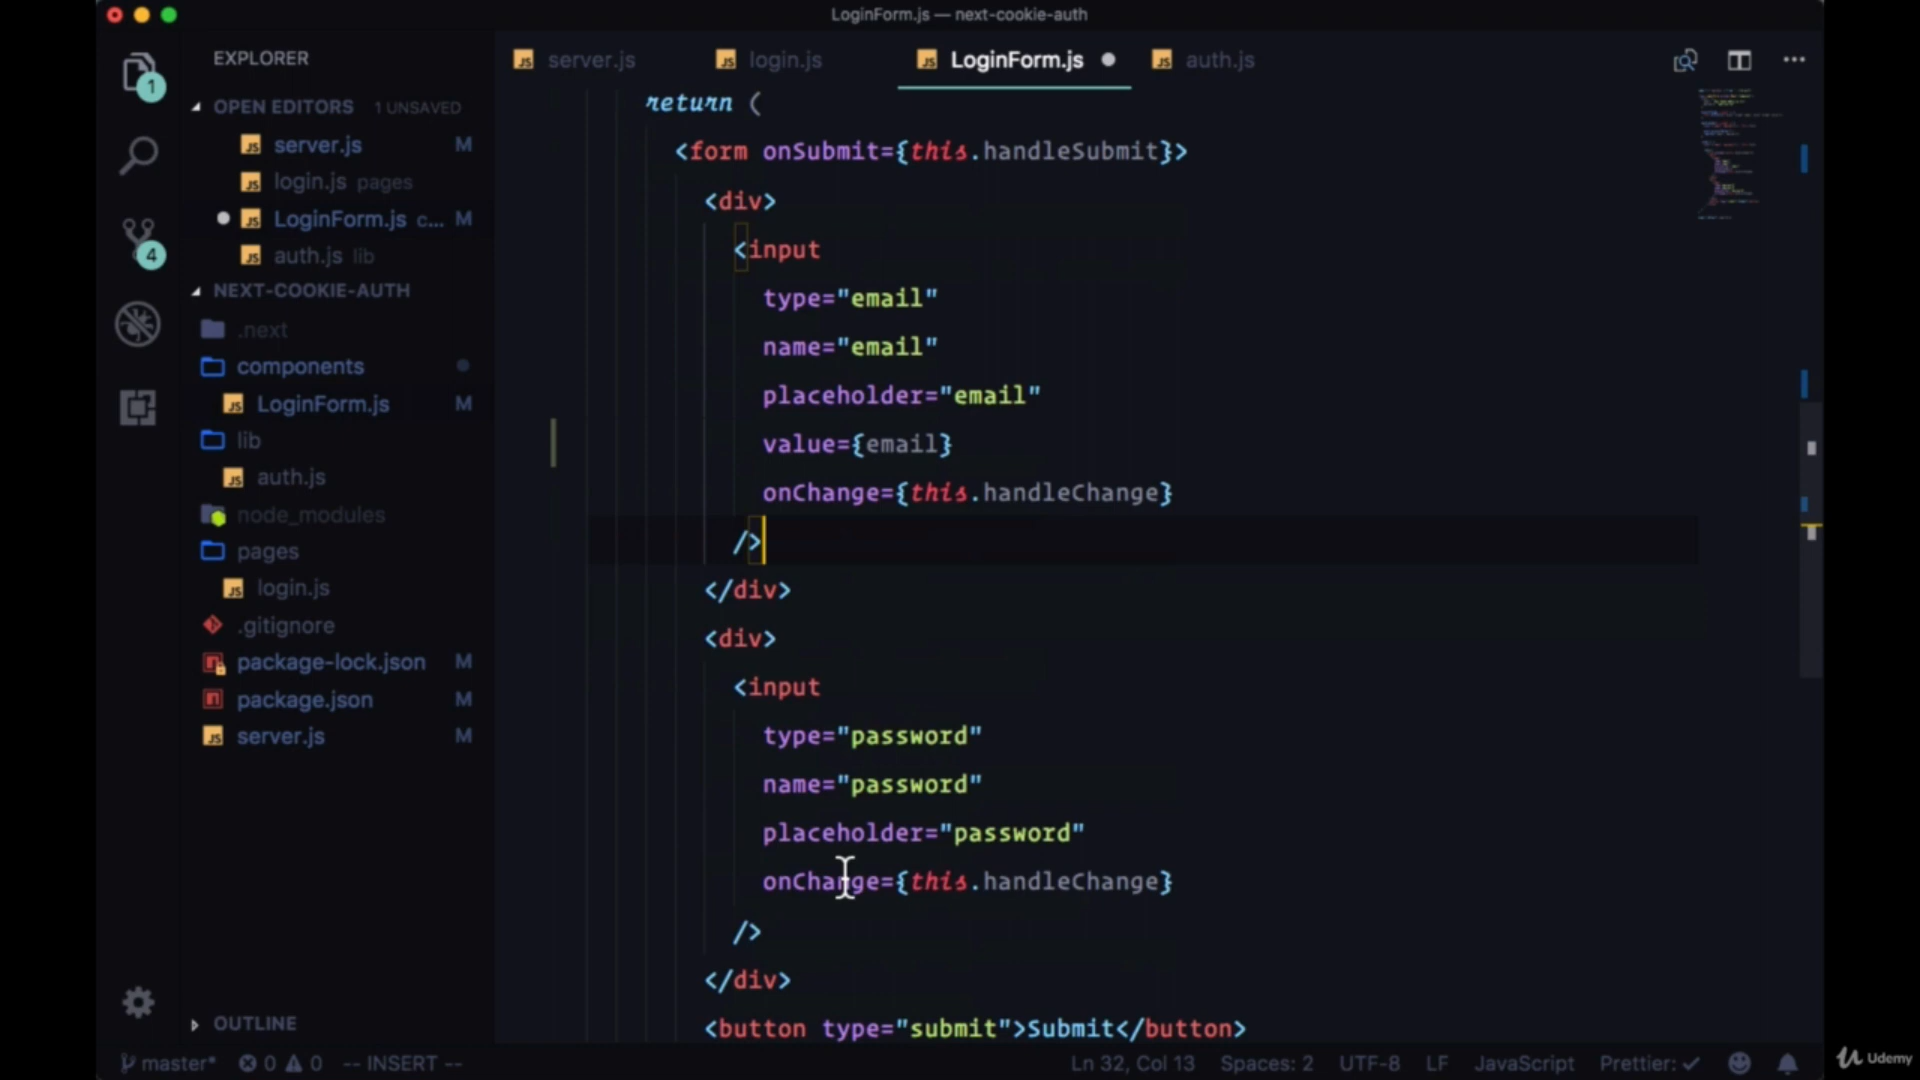 LoginForm.js — next-cookie-auth
EXPLORER
server.js
login.js
LoginForm.js
auth.js
1
OPEN EDITORS 1 UNSAVED
server.js M
login.js pages
LoginForm.js c... M
auth.js lib
4
NEXT-COOKIE-AUTH
.next
components
LoginForm.js M
lib
auth.js
node_modules
pages
login.js
.gitignore
package-lock.json M
package.json M
server.js M
OUTLINE
return (
<form onSubmit={this.handleSubmit}>
<div>
<input
type="email"
name="email"
placeholder="email"
value={email}
onChange={this.handleChange}
/>
</div>
<div>
<input
type="password"
name="password"
placeholder="password"
onChange={this.handleChange}
/>
</div>
<button type="submit">Submit</button>
master* 0 0 -- INSERT -- Ln 32, Col 13 Spaces: 2 UTF-8 LF JavaScript Prettier: ✓
Udemy